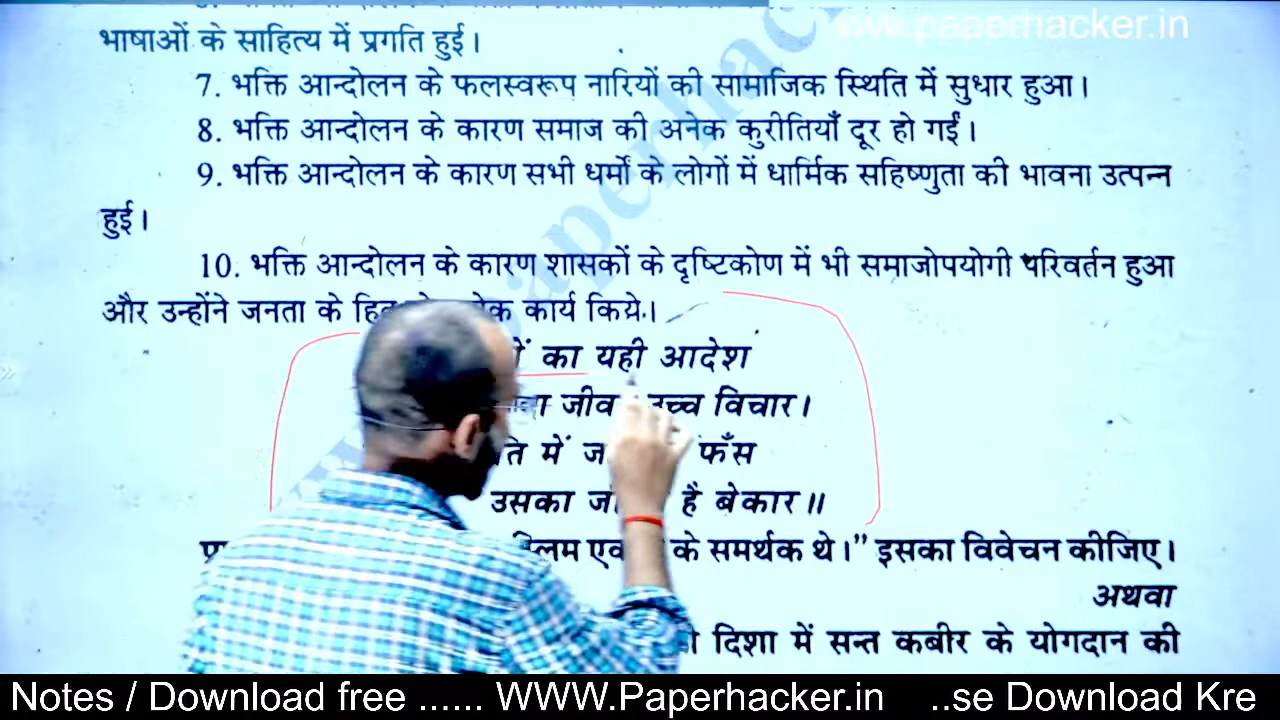 www.paperhacker.in
भाषाओं के साहित्य में प्रगति हुई।
7. भक्ति आन्दोलन के फलस्वरूप नारियों की सामाजिक स्थिति में सुधार हुआ।
8. भक्ति आन्दोलन के कारण समाज की अनेक कुरीतियाँ दूर हो गईं।
9. भक्ति आन्दोलन के कारण सभी धर्मों के लोगों में धार्मिक सहिष्णुता की भावना उत्पन्न
हुई।
10. भक्ति आन्दोलन के कारण शासकों के दृष्टिकोण में भी समाजोपयोगी परिवर्तन हुआ
और उन्होंने जनता के कार्य किये।
का यही आदेश
उच्च विचार।
में फँस
उसका है बेकार॥
के समर्थक थे।” इसका विवेचन कीजिए।
अथवा
दिशा में सन्त कबीर के योगदान की
Notes / Download free ...... WWW.Paperhacker.in ..se Download Kre